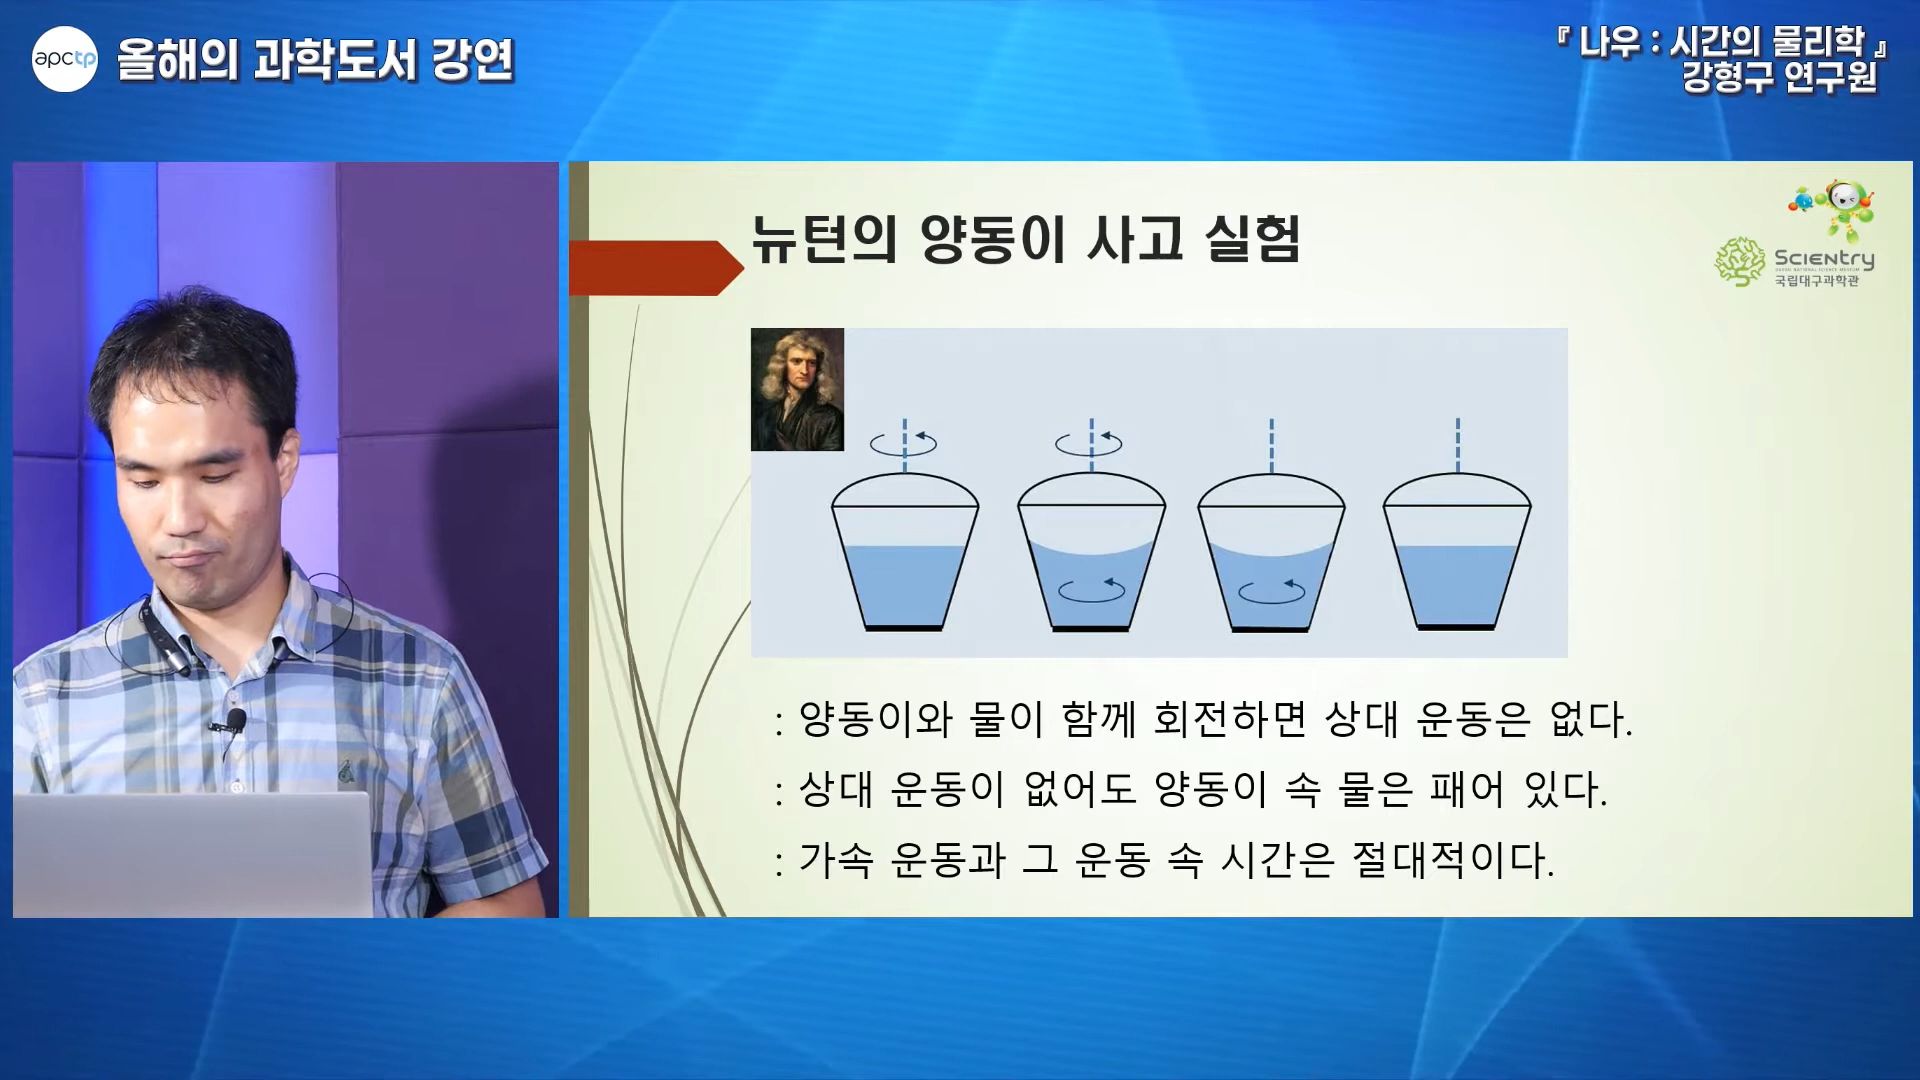 apctp 올해의 과학도서 강연
『 나우 : 시간의 물리학 』
강형구 연구원
뉴턴의 양동이 사고 실험
Scientry
국립대구과학관
: 양동이와 물이 함께 회전하면 상대 운동은 없다.
: 상대 운동이 없어도 양동이 속 물은 패어 있다.
: 가속 운동과 그 운동 속 시간은 절대적이다.